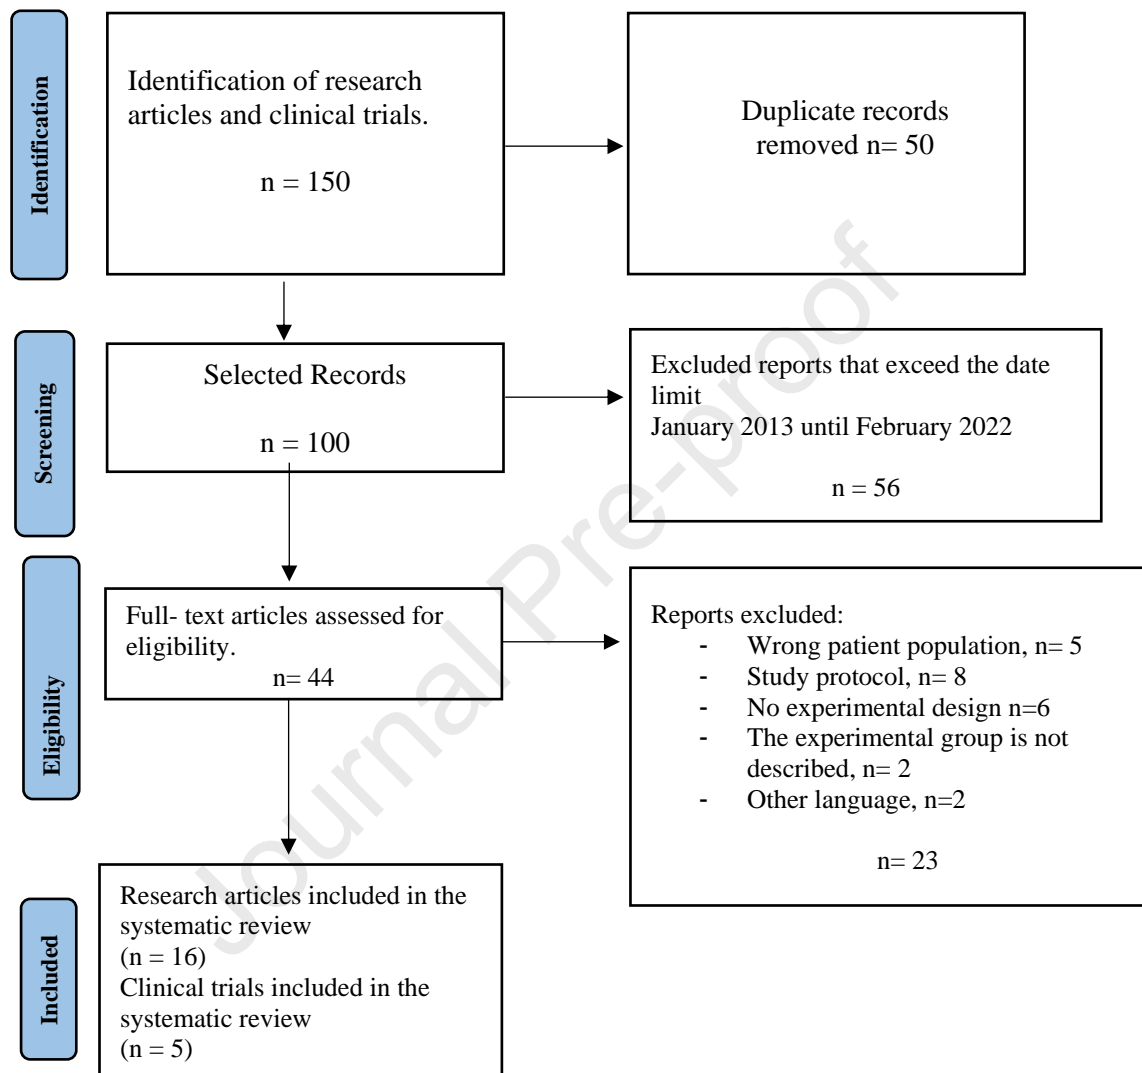 Identification
Identification of research
articles and clinical trials.
n = 150
Duplicate records
removed n= 50
Screening
Selected Records
n = 100
Excluded reports that exceed the date
limit
January 2013 until February 2022
n = 56
Eligibility
Full- text articles assessed for
eligibility.
n= 44
Reports excluded:
- Wrong patient population, n= 5
- Study protocol, n= 8
- No experimental design n=6
- The experimental group is not
described, n= 2
- Other language, n=2
n= 23
Included
Research articles included in the
systematic review
(n = 16)
Clinical trials included in the
systematic review
(n = 5)
Journal Pre-proof